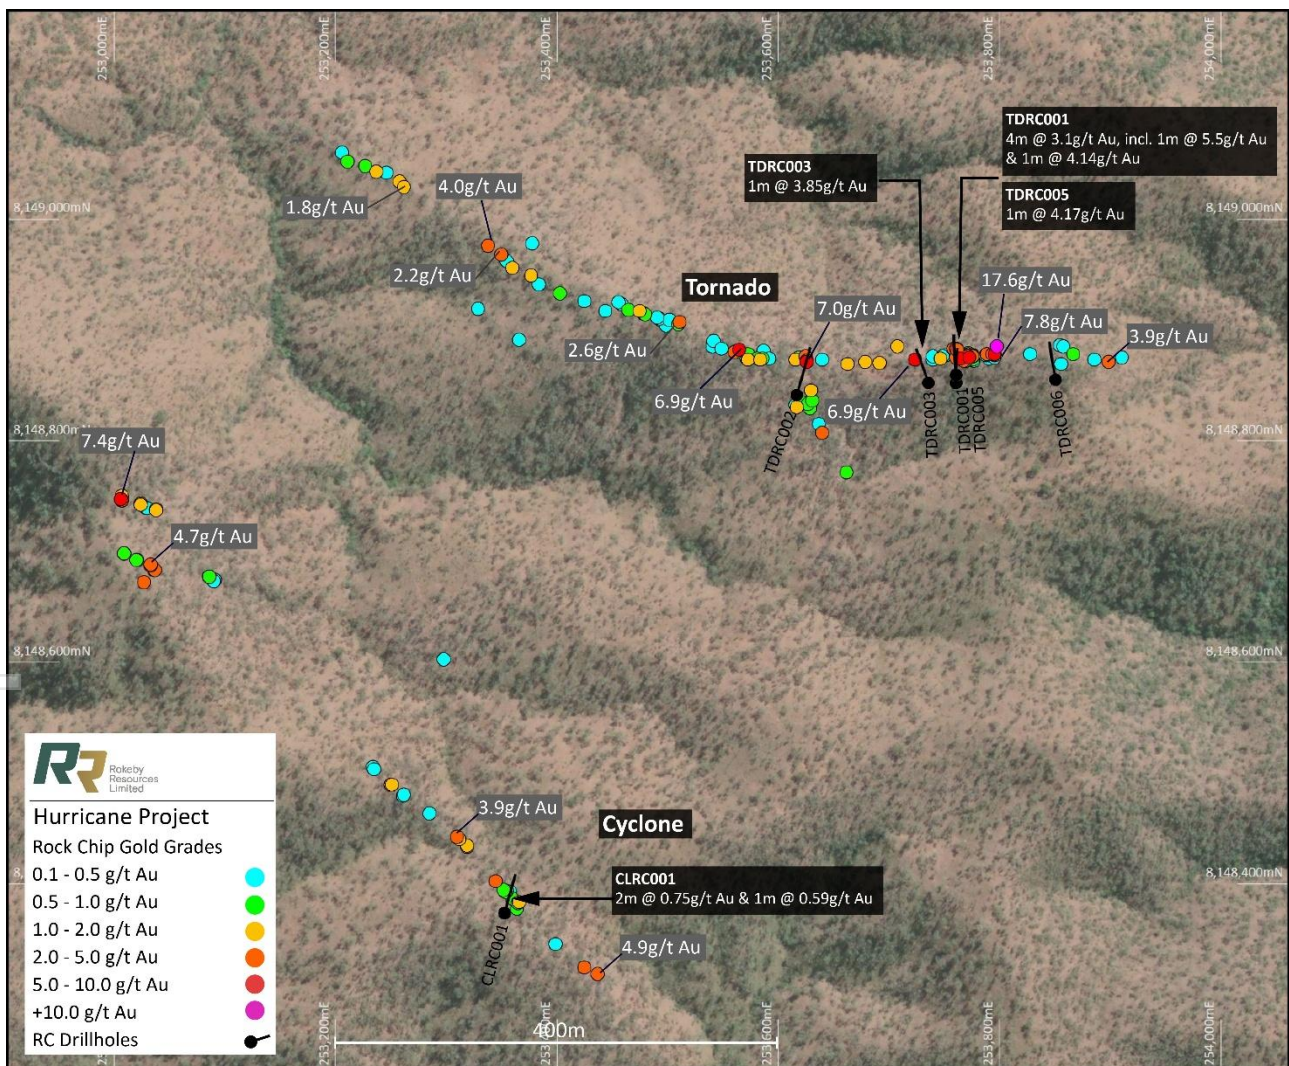 253,000mE
253,200mE
253,400mE
253,600mE
253,800mE
254,000mE
TDRC001
4m @ 3.1g/t Au, incl. 1m @ 5.5g/t Au
& 1m @ 4.14g/t Au
TDRC003
1m @ 3.85g/t Au
TDRC005
1m @ 4.17g/t Au
4.0g/t Au
1.8g/t Au
8,149,000mN
8,149,000mN
2.2g/t Au
Tornado
17.6g/t Au
7.0g/t Au
7.8g/t Au
3.9g/t Au
2.6g/t Au
6.9g/t Au
6.9g/t Au
TDRC002
TDRC003
TDRC001
TDRC005
TDRC006
8,148,800mN
8,148,800mN
7.4g/t Au
4.7g/t Au
8,148,600mN
8,148,600mN
3.9g/t Au
Cyclone
CLRC001
2m @ 0.75g/t Au & 1m @ 0.59g/t Au
8,148,400mN
CLRC001
4.9g/t Au
RR
Rokeby
Resources
Limited
Hurricane Project
Rock Chip Gold Grades
0.1 - 0.5 g/t Au
0.5 - 1.0 g/t Au
1.0 - 2.0 g/t Au
2.0 - 5.0 g/t Au
5.0 - 10.0 g/t Au
+10.0 g/t Au
RC Drillholes
253,200mE
253,400mE
253,600mE
253,800mE
254,000mE
400m